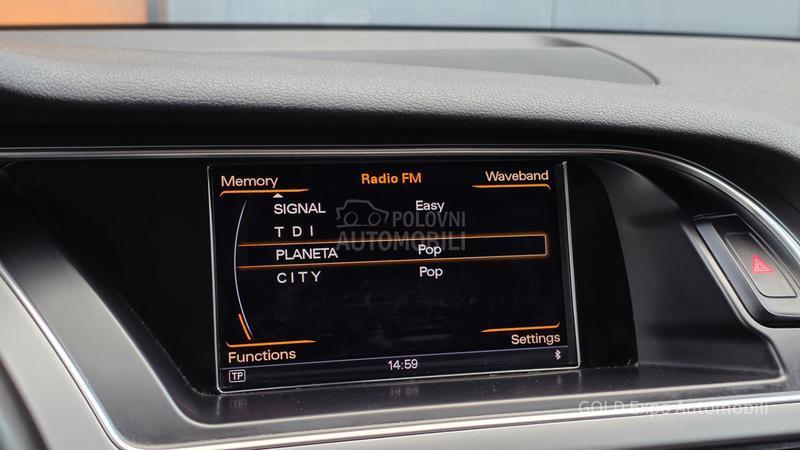 Memory Radio FM Waveband
SIGNAL Easy
T D I
PLANETA Pop
CITY Pop
POLOVNI
AUTOMOBILI
Functions Settings
TP 14:59
GOLD Expo Automobili